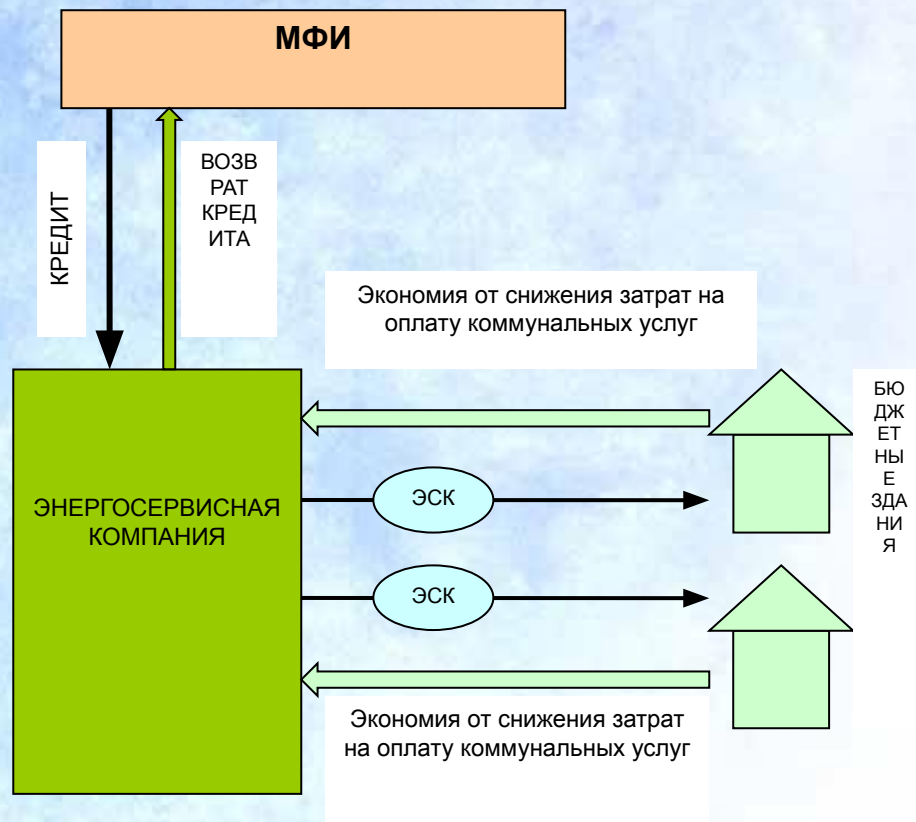 МФИ
КРЕДИТ
ВОЗВ
РАТ
КРЕД
ИТА
Экономия от снижения затрат на
оплату коммунальных услуг
БЮ
ДЖ
ЕТ
НЫ
Е
ЗДА
НИ
Я
ЭНЕРГОСЕРВИСНАЯ
КОМПАНИЯ
ЭСК
ЭСК
Экономия от снижения затрат
на оплату коммунальных услуг